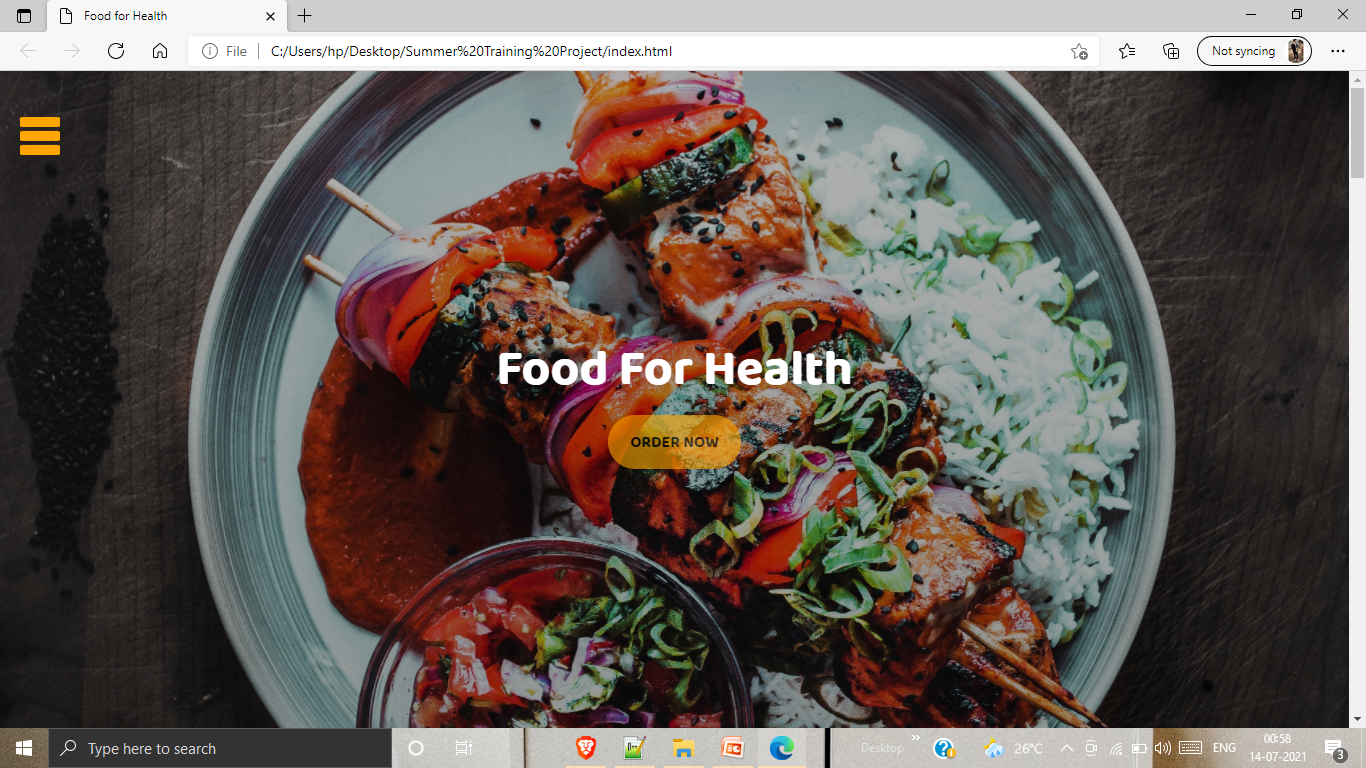 Food for Health
File
C:/Users/hp/Desktop/Summer%20Training%20Project/index.html
Not syncing
Food For Health
ORDER NOW
Type here to search
Desktop
26°C
ENG
00:58
14-07-2021
3